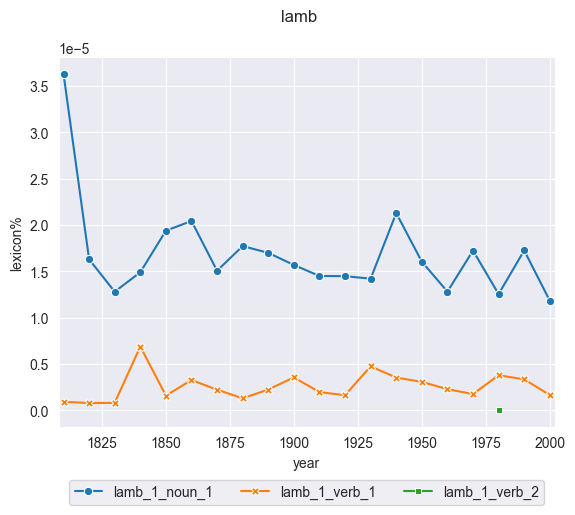 lamb
1e−5
3.5
3.0
2.5
2.0
1.5
1.0
0.5
0.0
lexicon%
1825 1850 1875 1900 1925 1950 1975 2000
year
lamb_1_noun_1 lamb_1_verb_1 lamb_1_verb_2